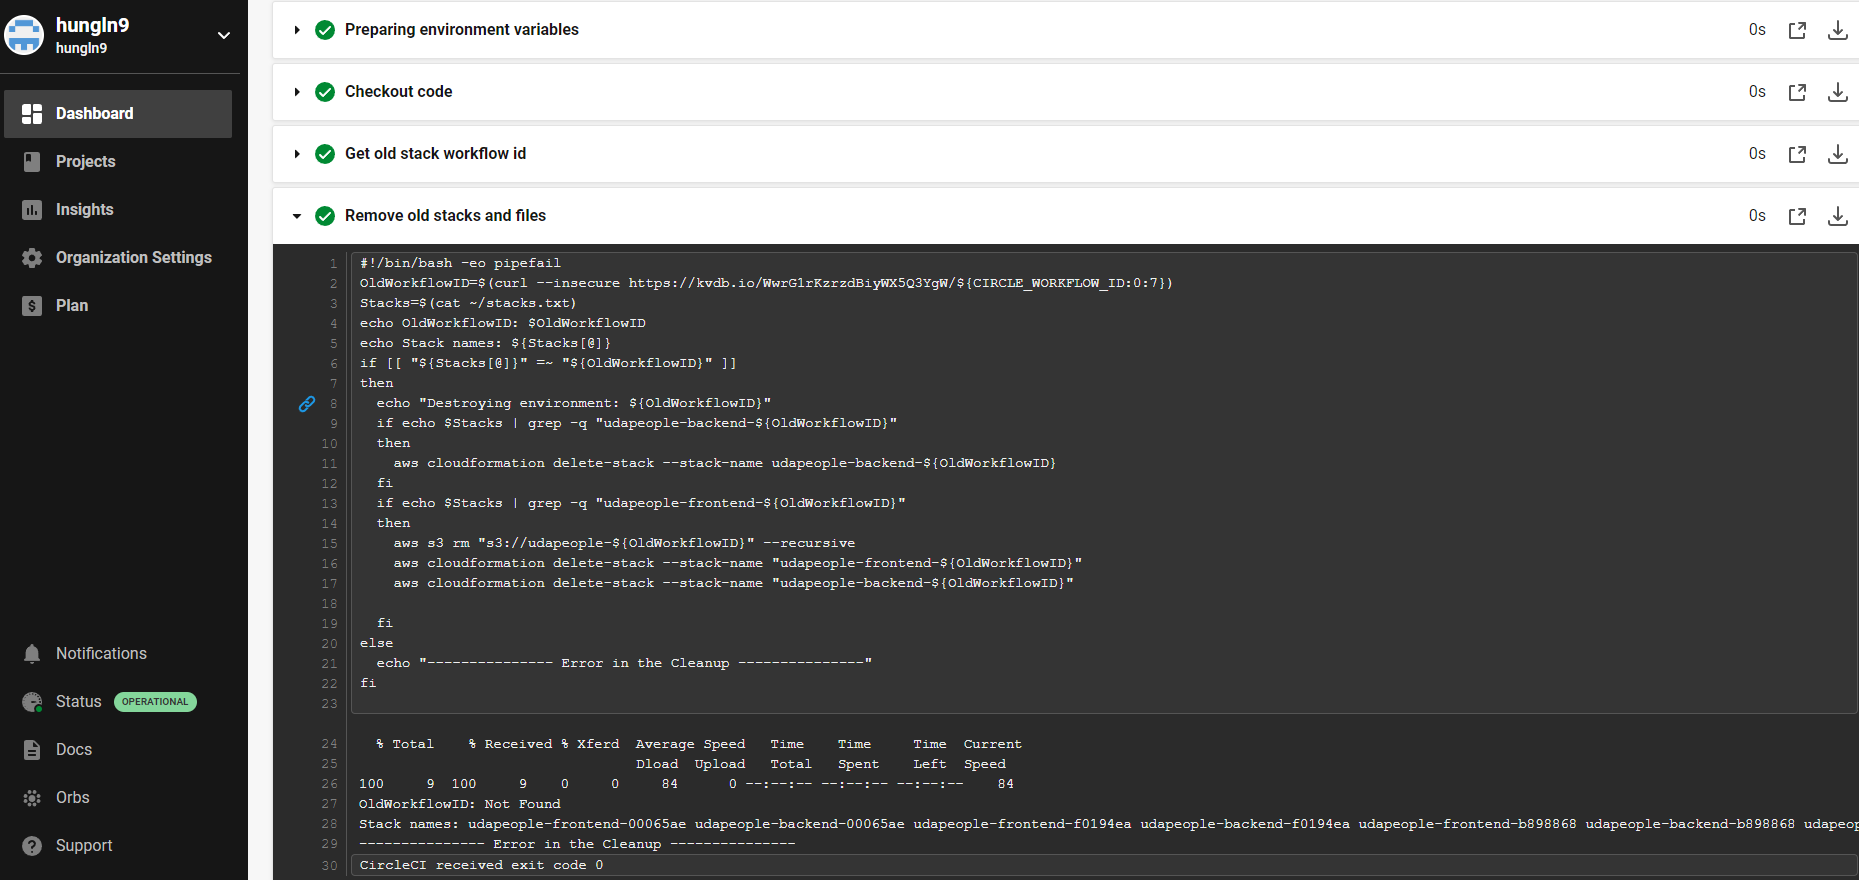 hungln9
hungln9
Dashboard
Projects
Insights
Organization Settings
Plan
Notifications
Status OPERATIONAL
Docs
Orbs
Support
Preparing environment variables 0s
Checkout code 0s
Get old stack workflow id 0s
Remove old stacks and files 0s
1 #!/bin/bash -eo pipefail
2 OldWorkflowID=$(curl --insecure https://kvdb.io/WwrG1rKzrzdBiyWX5Q3YgW/${CIRCLE_WORKFLOW_ID:0:7})
3 Stacks=$(cat ~/stacks.txt)
4 echo OldWorkflowID: $OldWorkflowID
5 echo Stack names: ${Stacks[@]}
6 if [[ "${Stacks[@]}" =~ "${OldWorkflowID}" ]]
7 then
8   echo "Destroying environment: ${OldWorkflowID}"
9   if echo $Stacks | grep -q "udapeople-backend-${OldWorkflowID}"
10   then
11     aws cloudformation delete-stack --stack-name udapeople-backend-${OldWorkflowID}
12   fi
13   if echo $Stacks | grep -q "udapeople-frontend-${OldWorkflowID}"
14   then
15     aws s3 rm "s3://udapeople-${OldWorkflowID}" --recursive
16     aws cloudformation delete-stack --stack-name "udapeople-frontend-${OldWorkflowID}"
17     aws cloudformation delete-stack --stack-name "udapeople-backend-${OldWorkflowID}"
18
19   fi
20 else
21   echo "--------------- Error in the Cleanup ---------------"
22 fi
23
24   % Total    % Received % Xferd  Average Speed   Time    Time     Time  Current
25                                  Dload  Upload   Total   Spent    Left  Speed
26 100     9  100     9    0     0     84      0 --:--:-- --:--:-- --:--:--    84
27 OldWorkflowID: Not Found
28 Stack names: udapeople-frontend-00065ae udapeople-backend-00065ae udapeople-frontend-f0194ea udapeople-backend-f0194ea udapeople-frontend-b898868 udapeople-backend-b898868 udapeop
29 --------------- Error in the Cleanup ---------------
30 CircleCI received exit code 0